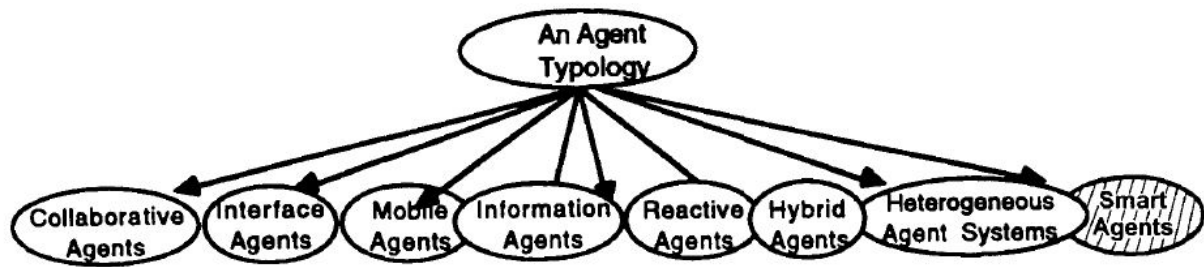 An Agent
Typology
Collaborative
Agents
Interface
Agents
Mobile
Agents
Information
Agents
Reactive
Agents
Hybrid
Agents
Heterogeneous
Agent Systems
Smart
Agents